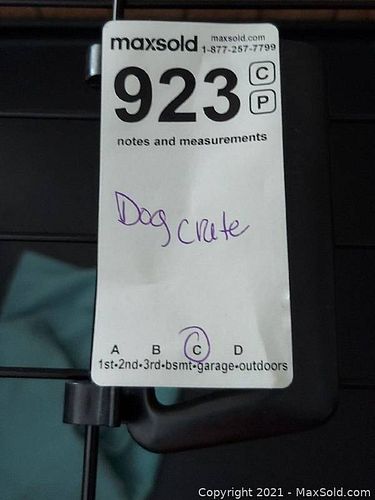 maxsold maxsold.com
1-877-257-7799
923 C
P
notes and measurements
Dog crate
A B C D
1st•2nd•3rd•bsmt•garage•outdoors
Copyright 2021 - MaxSold.com